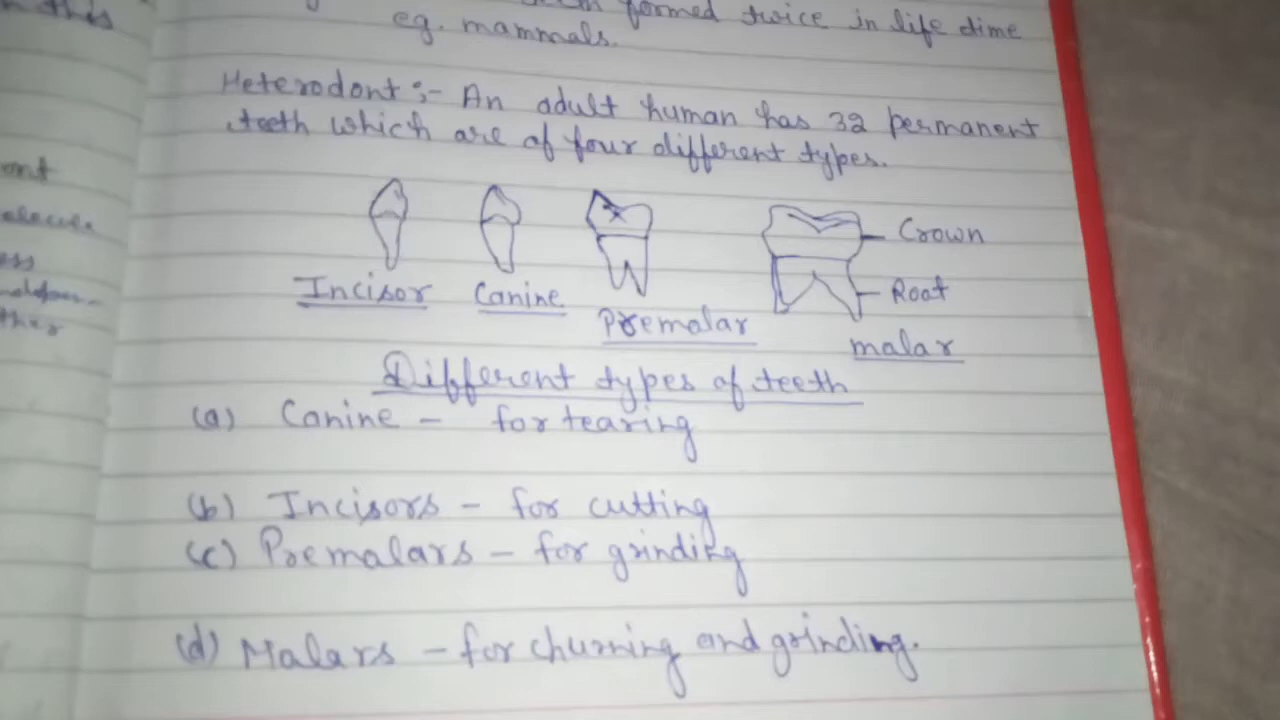 formed twice in life dime
eg. mammals.
Heterodont :- An adult human has 32 permanent
teeth which are of four different types.
Crown
Root
Incisor Canine
Premalar
malar
Different types of teeth
(a) Canine - for tearing
(b) Incisors - for cutting
(c) Premalars - for grinding
(d) Malars - for churning and grinding.